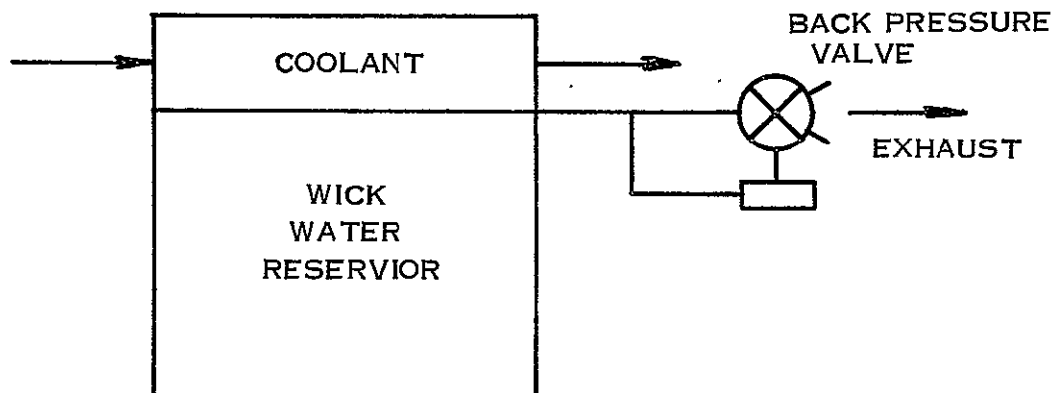 COOLANT
BACK PRESSURE
VALVE
EXHAUST
WICK
WATER
RESERVIOR